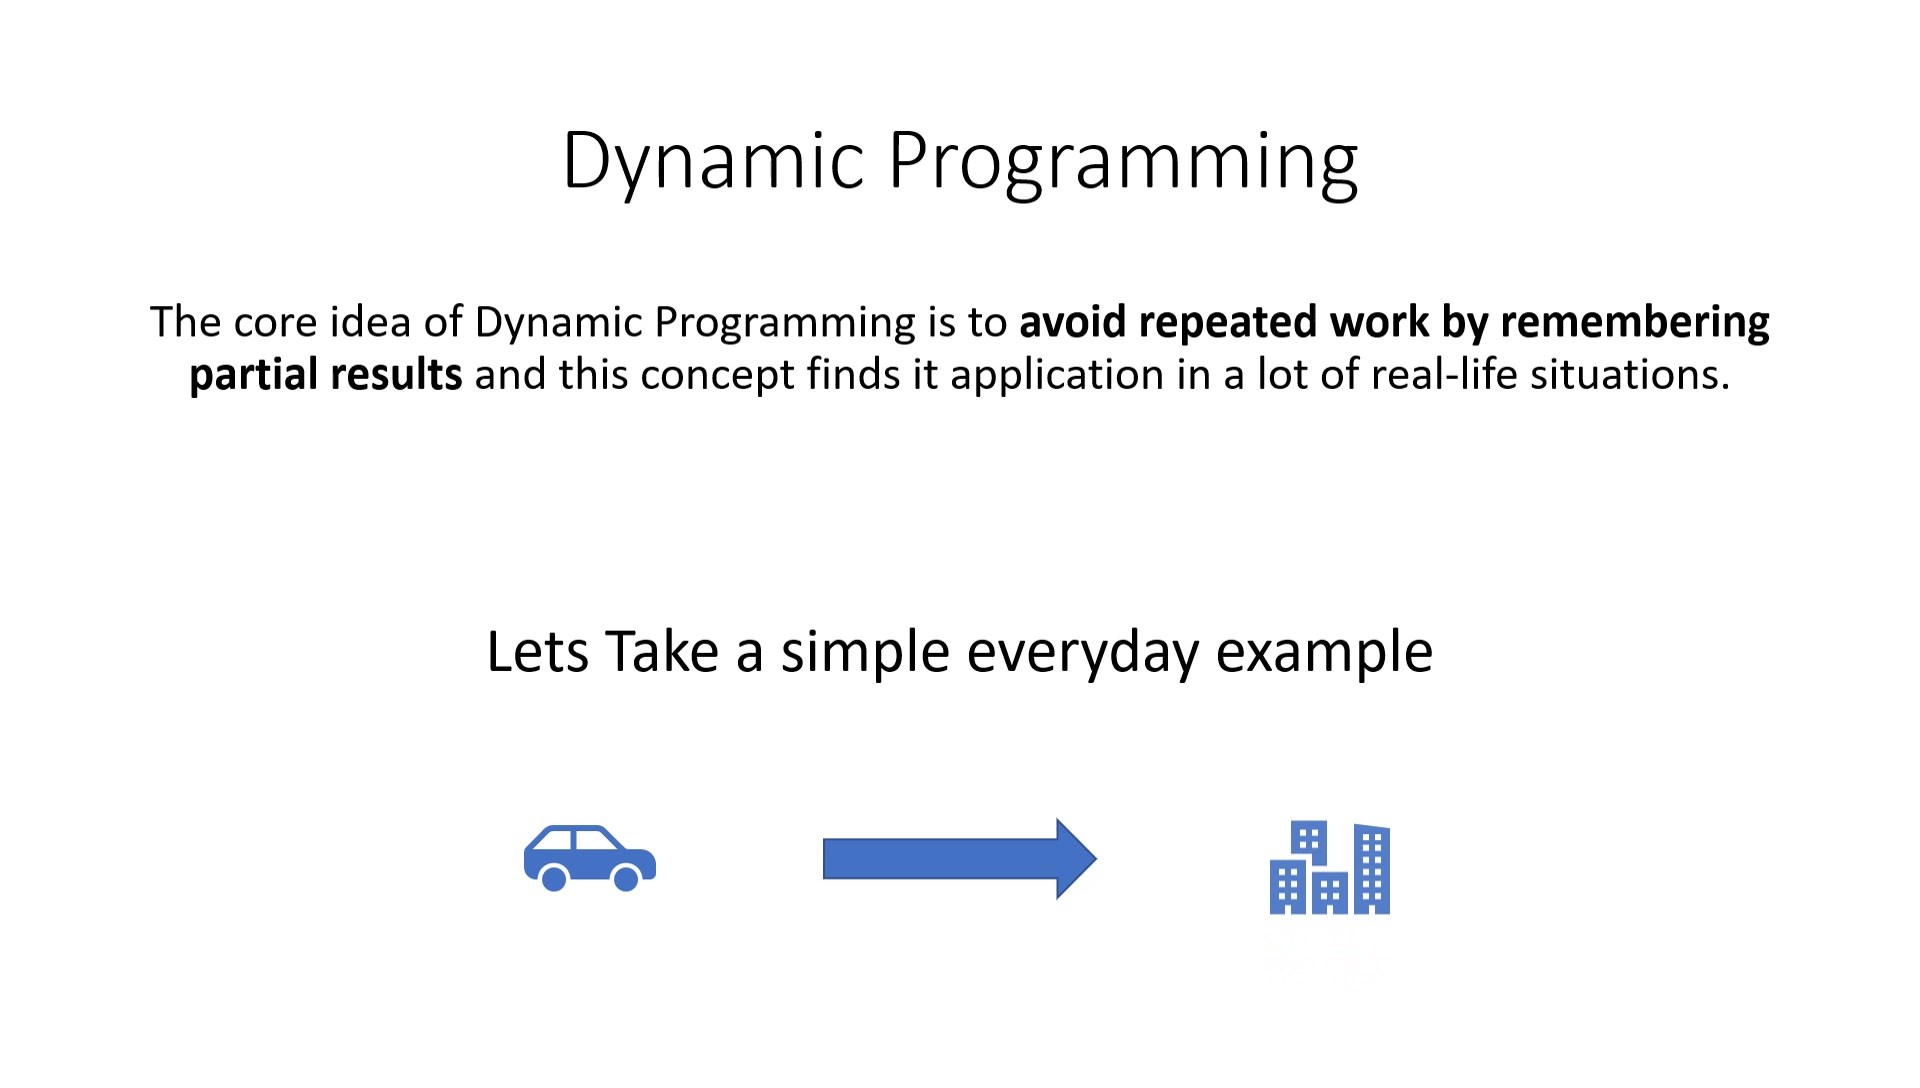 Dynamic Programming
The core idea of Dynamic Programming is to avoid repeated work by remembering
partial results and this concept finds it application in a lot of real-life situations.
Lets Take a simple everyday example